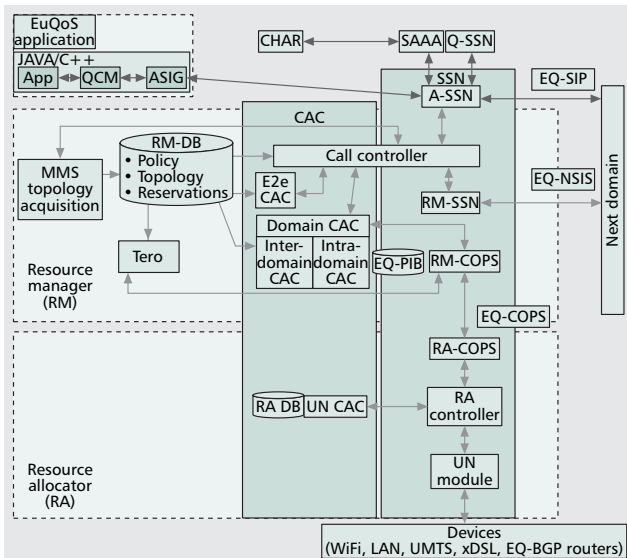 EuQoS
application
JAVA/C++
App
QCM
ASIG
CHAR
SAAA
Q-SSN
SSN
A-SSN
EQ-SIP
CAC
RM-DB
• Policy
• Topology
• Reservations
MMS
topology
acquisition
Call controller
E2e
CAC
RM-SSN
EQ-NSIS
Next domain
Domain CAC
Inter-
domain
CAC
Intra-
domain
CAC
EQ-PIB
RM-COPS
Tero
Resource
manager
(RM)
EQ-COPS
RA-COPS
RA DB
UN CAC
RA
controller
UN
module
Resource
allocator
(RA)
Devices
(WiFi, LAN, UMTS, xDSL, EQ-BGP routers)